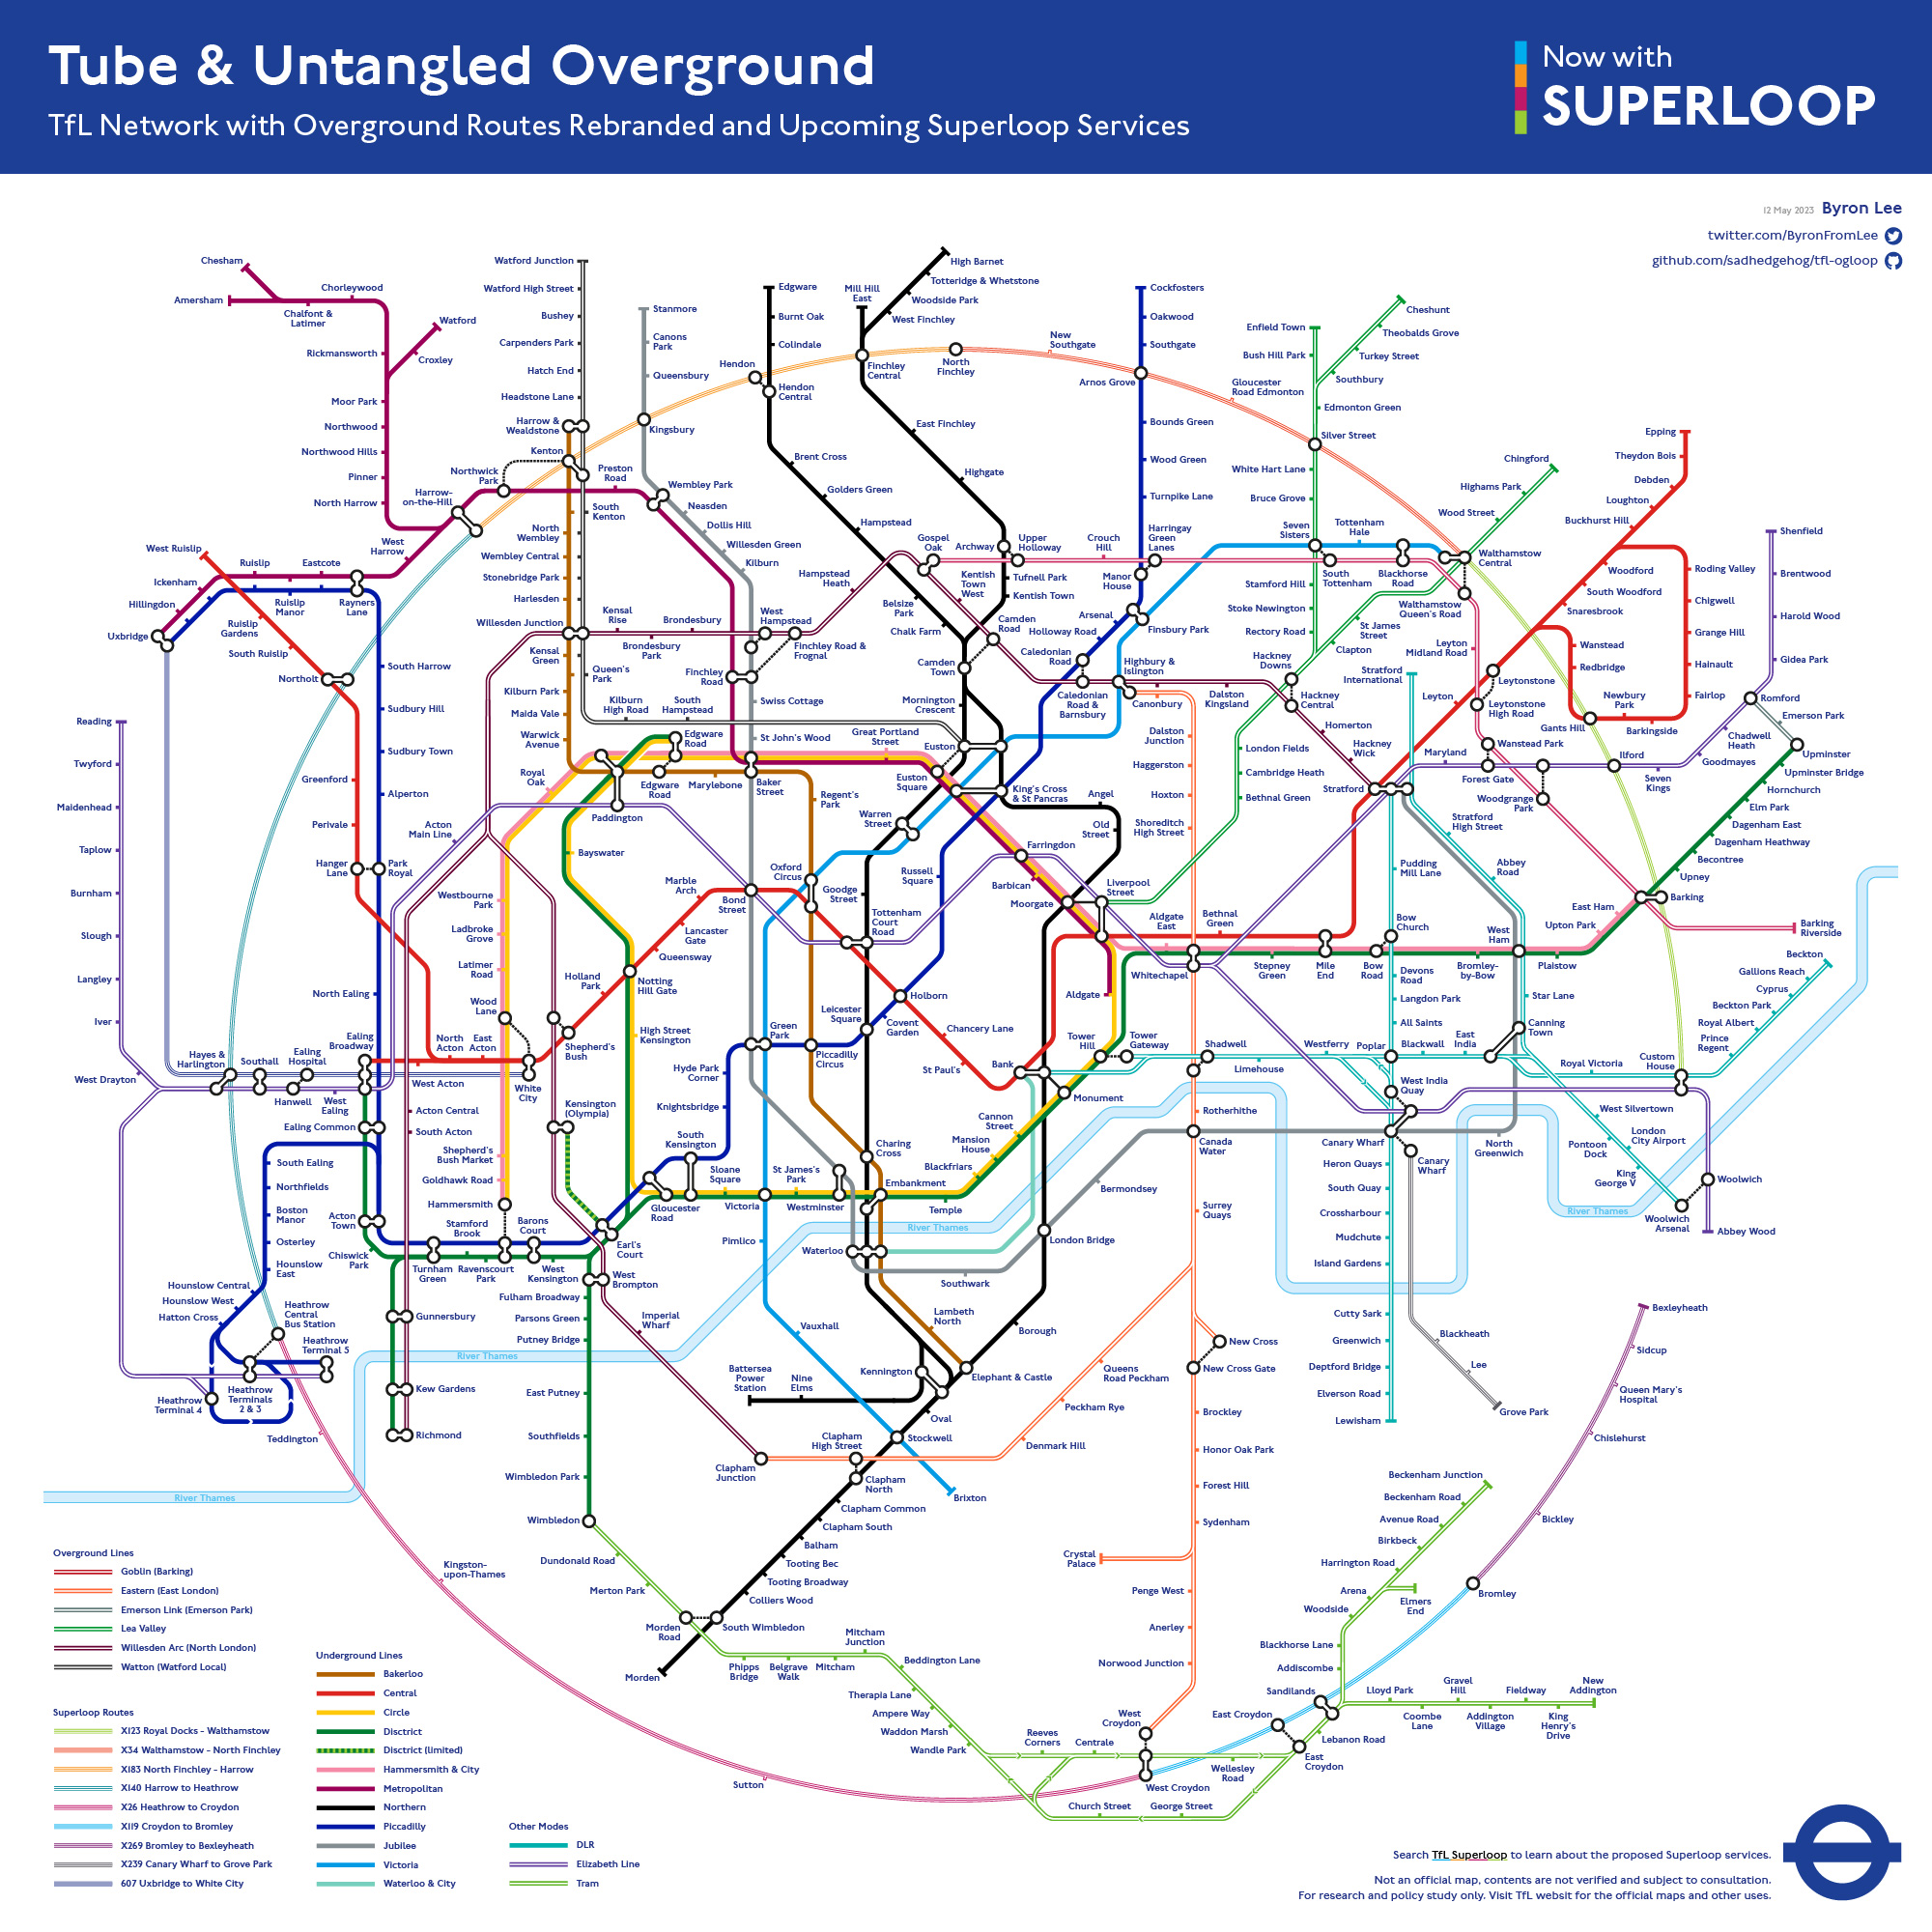 Tube & Untangled Overground
TfL Network with Overground Routes Rebranded and Upcoming Superloop Services
Now with
SUPERLOOP
12 May 2023 Byron Lee
twitter.com/ByronFromLee
github.com/sadhedgehog/tfl-ogloop
Chesham
Amersham
Chorleywood
Chalfont &
Latimer
Watford
Croxley
Rickmansworth
Moor Park
Northwood
Northwood Hills
Pinner
North Harrow
Harrow-
on-the-Hill
Northwick
Park
West
Harrow
West Ruislip
Ruislip
Eastcote
Ickenham
Hillingdon
Uxbridge
Ruislip
Manor
Rayners
Lane
Ruislip
Gardens
South Ruislip
Northolt
South Harrow
Sudbury Hill
Sudbury Town
Greenford
Alperton
Perivale
Hanger
Lane
Park
Royal
North Ealing
Watford Junction
Watford High Street
Bushey
Carpenders Park
Hatch End
Headstone Lane
Harrow &
Wealdstone
Kenton
Preston
Road
South
Kenton
North
Wembley
Wembley Central
Stonebridge Park
Harlesden
Willesden Junction
Kensal
Green
Queen's
Park
Kilburn Park
Maida Vale
Warwick
Avenue
Kilburn
High Road
South
Hampstead
Kensal
Rise
Brondesbury
Brondesbury
Park
Stanmore
Canons
Park
Queensbury
Kingsbury
Wembley Park
Neasden
Dollis Hill
Willesden Green
Kilburn
West
Hampstead
Finchley Road &
Frognal
Finchley
Road
Swiss Cottage
St John's Wood
Edgware
Burnt Oak
Colindale
Hendon
Hendon
Central
Brent Cross
Golders Green
Hampstead
Hampstead
Heath
Belsize
Park
Chalk Farm
Camden
Town
Mornington
Crescent
Mill Hill
East
High Barnet
Totteridge & Whetstone
Woodside Park
West Finchley
Finchley
Central
North
Finchley
East Finchley
Highgate
Gospel
Oak
Archway
Upper
Holloway
Crouch
Hill
Kentish
Town
West
Tufnell Park
Kentish Town
Camden
Road
New
Southgate
Cockfosters
Oakwood
Southgate
Arnos Grove
Bounds Green
Wood Green
Turnpike Lane
Harringay
Green
Lanes
Manor
House
Arsenal
Finsbury Park
Holloway Road
Caledonian
Road
Caledonian
Road &
Barnsbury
Highbury &
Islington
Canonbury
Gloucester
Road Edmonton
Enfield Town
Bush Hill Park
Cheshunt
Theobalds Grove
Turkey Street
Southbury
Edmonton Green
Silver Street
White Hart Lane
Bruce Grove
Seven
Sisters
Tottenham
Hale
South
Tottenham
Blackhorse
Road
Walthamstow
Central
Walthamstow
Queen's Road
Stamford Hill
Stoke Newington
Rectory Road
St James
Street
Clapton
Hackney
Downs
Hackney
Central
Dalston
Kingsland
Homerton
Hackney
Wick
Stratford
International
Chingford
Highams Park
Wood Street
Epping
Theydon Bois
Debden
Loughton
Buckhurst Hill
Roding Valley
Woodford
South Woodford
Chigwell
Snaresbrook
Grange Hill
Wanstead
Redbridge
Hainault
Leyton
Midland Road
Leytonstone
Leyton
Leytonstone
High Road
Gants Hill
Newbury
Park
Barkingside
Fairlop
Shenfield
Brentwood
Harold Wood
Gidea Park
Romford
Emerson Park
Chadwell
Heath
Upminster
Goodmayes
Seven
Kings
Ilford
Upminster Bridge
Hornchurch
Elm Park
Dagenham East
Dagenham Heathway
Becontree
Upney
Barking
Wanstead Park
Maryland
Forest Gate
Woodgrange
Park
Stratford
Stratford
High Street
East Ham
Upton Park
Barking
Riverside
Reading
Twyford
Maidenhead
Taplow
Burnham
Slough
Langley
Iver
West Drayton
Hayes &
Harlington
Southall
Ealing
Hospital
Hanwell
West
Ealing
Ealing
Broadway
West Acton
North
Acton
East
Acton
White
City
Acton
Main Line
Acton Central
South Acton
Ealing Common
South Ealing
Northfields
Boston
Manor
Osterley
Hounslow
East
Hounslow Central
Hounslow West
Hatton Cross
Heathrow
Central
Bus Station
Heathrow
Terminal 5
Heathrow
Terminals
2 & 3
Heathrow
Terminal 4
Teddington
Acton
Town
Chiswick
Park
Turnham
Green
Stamford
Brook
Ravenscourt
Park
Barons
Court
West
Kensington
Gunnersbury
Kew Gardens
Richmond
Royal
Oak
Edgware
Road
Edgware
Road
Marylebone
Baker
Street
Great Portland
Street
Paddington
Regent's
Park
Bayswater
Westbourne
Park
Ladbroke
Grove
Latimer
Road
Wood
Lane
Shepherd's
Bush
Holland
Park
Notting
Hill Gate
Queensway
Lancaster
Gate
Marble
Arch
Bond
Street
Oxford
Circus
High Street
Kensington
Kensington
(Olympia)
Shepherd's
Bush Market
Goldhawk Road
Hammersmith
Earl's
Court
West
Brompton
Fulham Broadway
Parsons Green
Putney Bridge
East Putney
Southfields
Wimbledon Park
Wimbledon
Imperial
Wharf
Clapham
Junction
Euston
Euston
Square
King's Cross
& St Pancras
Warren
Street
Goodge
Street
Tottenham
Court
Road
Russell
Square
Holborn
Leicester
Square
Covent
Garden
Chancery Lane
St Paul's
Green
Park
Piccadilly
Circus
Hyde Park
Corner
Knightsbridge
South
Kensington
Gloucester
Road
Sloane
Square
Victoria
St James's
Park
Westminster
Charing
Cross
Embankment
Temple
Blackfriars
Mansion
House
Cannon
Street
Monument
Bank
Tower
Hill
Tower
Gateway
Aldgate
Aldgate
East
Angel
Old
Street
Farringdon
Barbican
Moorgate
Liverpool
Street
Bethnal
Green
Whitechapel
Stepney
Green
Mile
End
Bow
Road
Bow
Church
Bromley-
by-Bow
West
Ham
Plaistow
Pudding
Mill Lane
Abbey
Road
Devons
Road
Langdon Park
All Saints
Star Lane
Canning
Town
London Fields
Cambridge Heath
Bethnal Green
Dalston
Junction
Haggerston
Hoxton
Shoreditch
High Street
Shadwell
Limehouse
Westferry
Poplar
Blackwall
East
India
Royal Victoria
Custom
House
Prince
Regent
Royal Albert
Beckton Park
Cyprus
Gallions Reach
Beckton
West India
Quay
Canary Wharf
Canary
Wharf
North
Greenwich
West Silvertown
Pontoon
Dock
London
City Airport
King
George V
Woolwich
Arsenal
Woolwich
Abbey Wood
Heron Quays
South Quay
Crossharbour
Mudchute
Island Gardens
Cutty Sark
Greenwich
Deptford Bridge
Elverson Road
Lewisham
Blackheath
Lee
Grove Park
Rotherhithe
Canada
Water
Bermondsey
London Bridge
Southwark
Waterloo
Surrey
Quays
Pimlico
Vauxhall
Battersea
Power
Station
Nine
Elms
Kennington
Lambeth
North
Elephant & Castle
Borough
Oval
Stockwell
Brixton
Clapham
High Street
Clapham
North
Clapham Common
Clapham South
Balham
Tooting Bec
Tooting Broadway
Colliers Wood
South Wimbledon
Morden
Denmark Hill
Peckham Rye
Queens
Road Peckham
New Cross
New Cross Gate
Brockley
Honor Oak Park
Forest Hill
Sydenham
Crystal
Palace
Penge West
Anerley
Norwood Junction
West
Croydon
West Croydon
Dundonald Road
Merton Park
Morden
Road
Phipps
Bridge
Belgrave
Walk
Mitcham
Mitcham
Junction
Beddington Lane
Therapia Lane
Ampere Way
Waddon Marsh
Wandle Park
Reeves
Corners
Centrale
Wellesley
Road
Church Street
George Street
East Croydon
East
Croydon
Lebanon Road
Sandilands
Addiscombe
Blackhorse Lane
Woodside
Arena
Elmers
End
Harrington Road
Birkbeck
Avenue Road
Beckenham Road
Beckenham Junction
Lloyd Park
Coombe
Lane
Gravel
Hill
Addington
Village
Fieldway
King
Henry's
Drive
New
Addington
Bexleyheath
Sidcup
Queen Mary's
Hospital
Chislehurst
Bickley
Bromley
Kingston-
upon-Thames
Sutton
River Thames
River Thames
River Thames
River Thames
Overground Lines
Goblin (Barking)
Eastern (East London)
Emerson Link (Emerson Park)
Lea Valley
Willesden Arc (North London)
Watton (Watford Local)
Superloop Routes
X123 Royal Docks - Walthamstow
X34 Walthamstow - North Finchley
X183 North Finchley - Harrow
X140 Harrow to Heathrow
X26 Heathrow to Croydon
X119 Croydon to Bromley
X269 Bromley to Bexleyheath
X239 Canary Wharf to Grove Park
607 Uxbridge to White City
Underground Lines
Bakerloo
Central
Circle
Disctrict
Disctrict (limited)
Hammersmith & City
Metropolitan
Northern
Piccadilly
Jubilee
Victoria
Waterloo & City
Other Modes
DLR
Elizabeth Line
Tram
Search TfL Superloop to learn about the proposed Superloop services.
Not an official map, contents are not verified and subject to consultation.
For research and policy study only. Visit TfL websit for the official maps and other uses.